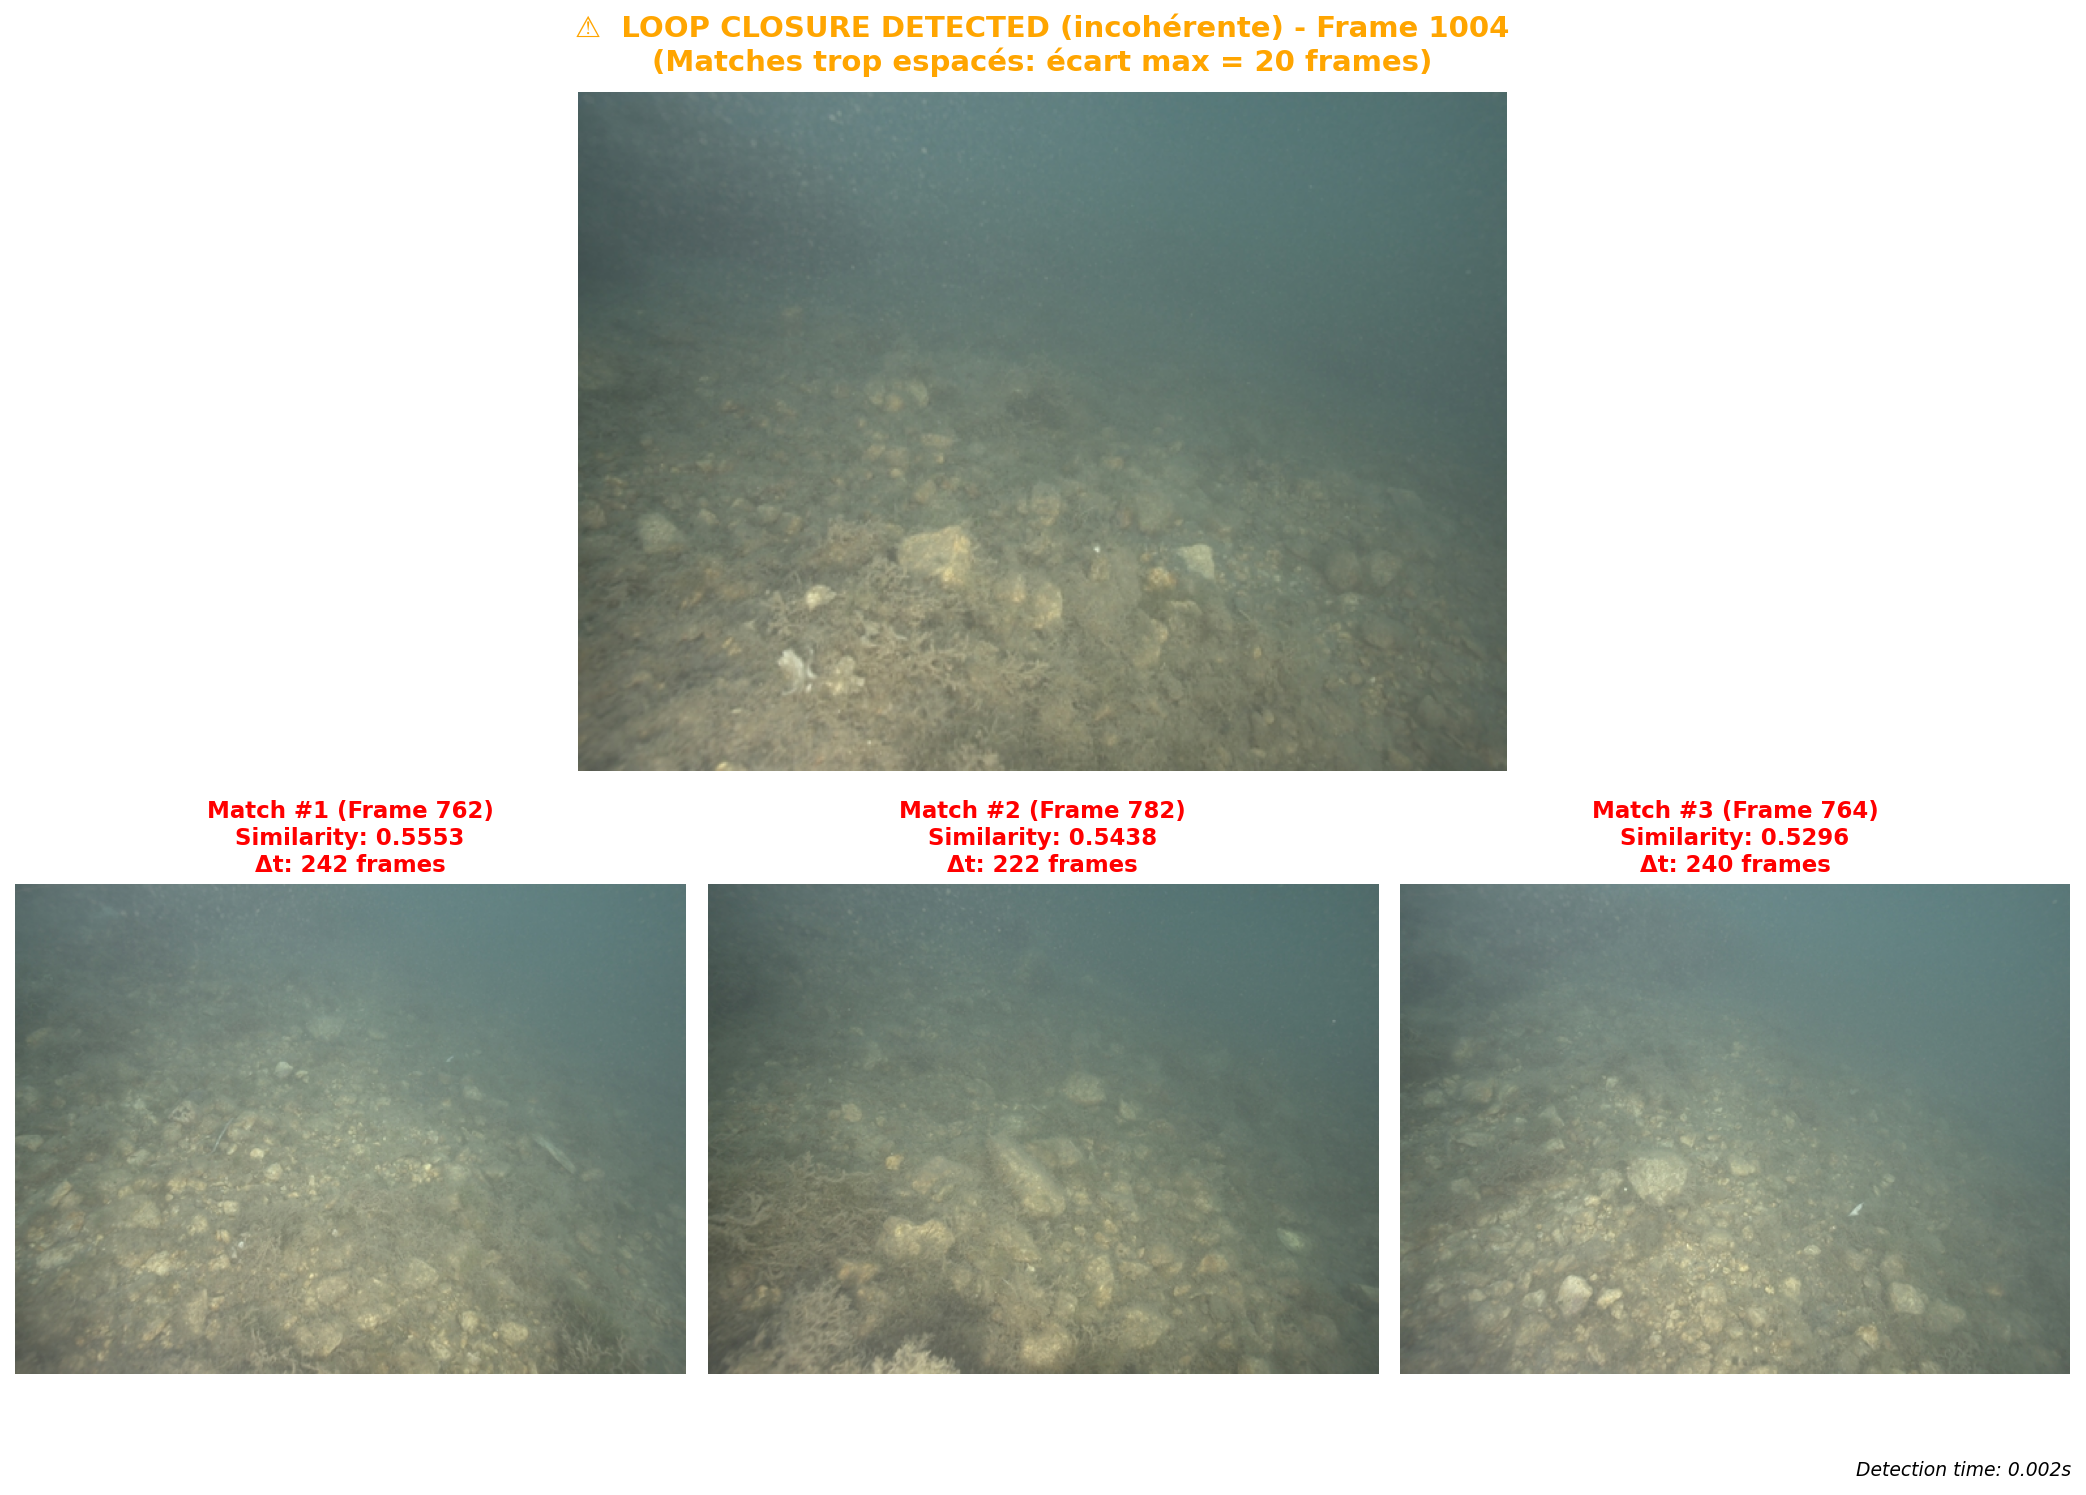 ⚠ LOOP CLOSURE DETECTED (incohérente) - Frame 1004
(Matches trop espacés: écart max = 20 frames)
Match #1 (Frame 762)
Similarity: 0.5553
Δt: 242 frames
Match #2 (Frame 782)
Similarity: 0.5438
Δt: 222 frames
Match #3 (Frame 764)
Similarity: 0.5296
Δt: 240 frames
Detection time: 0.002s